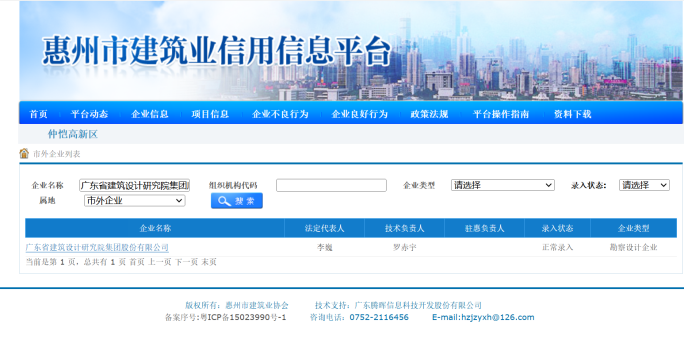 惠州市建筑业信用信息平台
首页 平台动态 企业信息 项目信息 企业不良行为 企业良好行为 政策法规 平台操作指南 资料下载
仲恺高新区
市外企业列表
企业名称 广东省建筑设计研究院集团 组织机构代码 企业类型 请选择 录入状态: 请选择
属地 市外企业 搜 索
企业名称 法定代表人 技术负责人 驻惠负责人 录入状态 企业类型
广东省建筑设计研究院集团股份有限公司 李巍 罗赤宇 正常录入 勘察设计企业
当前是第 1 页, 总共有 1 页 首页 上一页 下一页 末页
版权所有: 惠州市建筑业协会 技术支持: 广东腾晖信息科技开发股份有限公司
备案序号:粤ICP备15023990号-1 咨询电话: 0752-2116456 E-mail:hzjzyxh@126.com